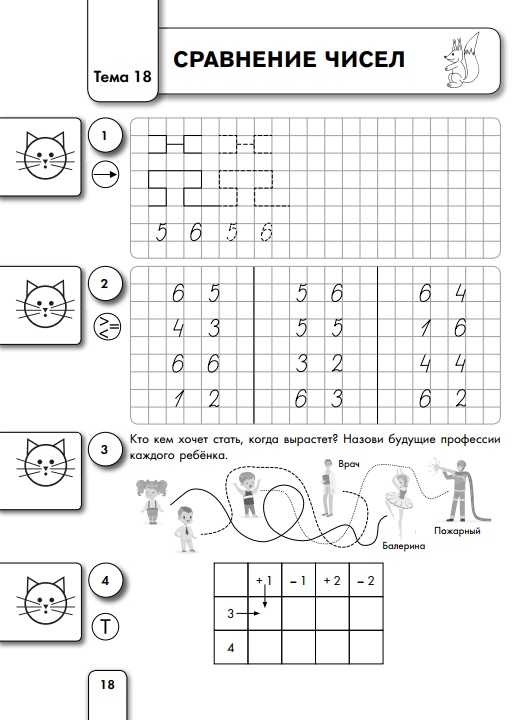 СРАВНЕНИЕ ЧИСЕЛ
Тема 18
1
5 6 5 6
2
6 5 5 6 6 4
> < =
4 3 5 5 1 6
6 6 3 2 4 4
1 2 6 3 6 2
3
Кто кем хочет стать, когда вырастет? Назови будущие профессии
каждого ребёнка.
Врач
Пожарный
Балерина
4
+ 1 − 1 + 2 − 2
3
Т
4
18